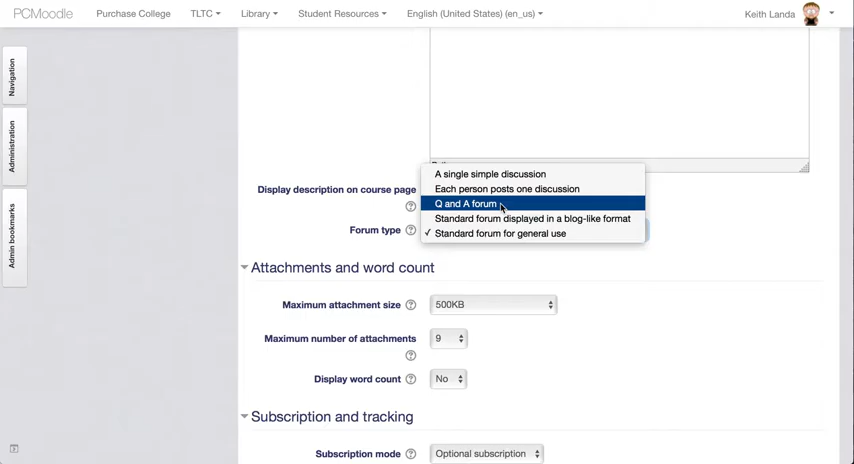 PCMoodle Purchase College TLTC Library Student Resources English (United States) (en_us) Keith Landa
Navigation
Administration
Admin bookmarks
Display description on course page
A single simple discussion
Each person posts one discussion
Q and A forum
Standard forum displayed in a blog-like format
Standard forum for general use
Forum type
Attachments and word count
Maximum attachment size 500KB
Maximum number of attachments 9
Display word count No
Subscription and tracking
Subscription mode Optional subscription